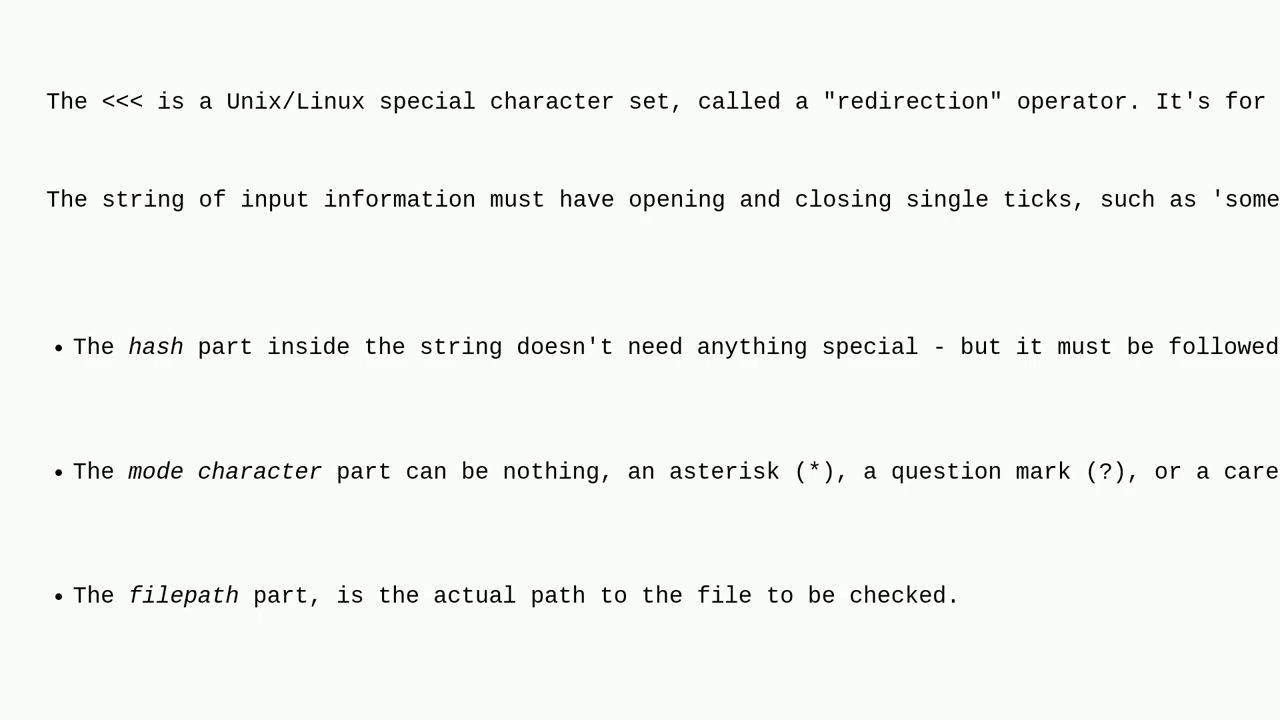 The <<< is a Unix/Linux special character set, called a "redirection" operator. It's for
The string of input information must have opening and closing single ticks, such as 'some
• The hash part inside the string doesn't need anything special - but it must be followed
• The mode character part can be nothing, an asterisk (*), a question mark (?), or a care
• The filepath part, is the actual path to the file to be checked.